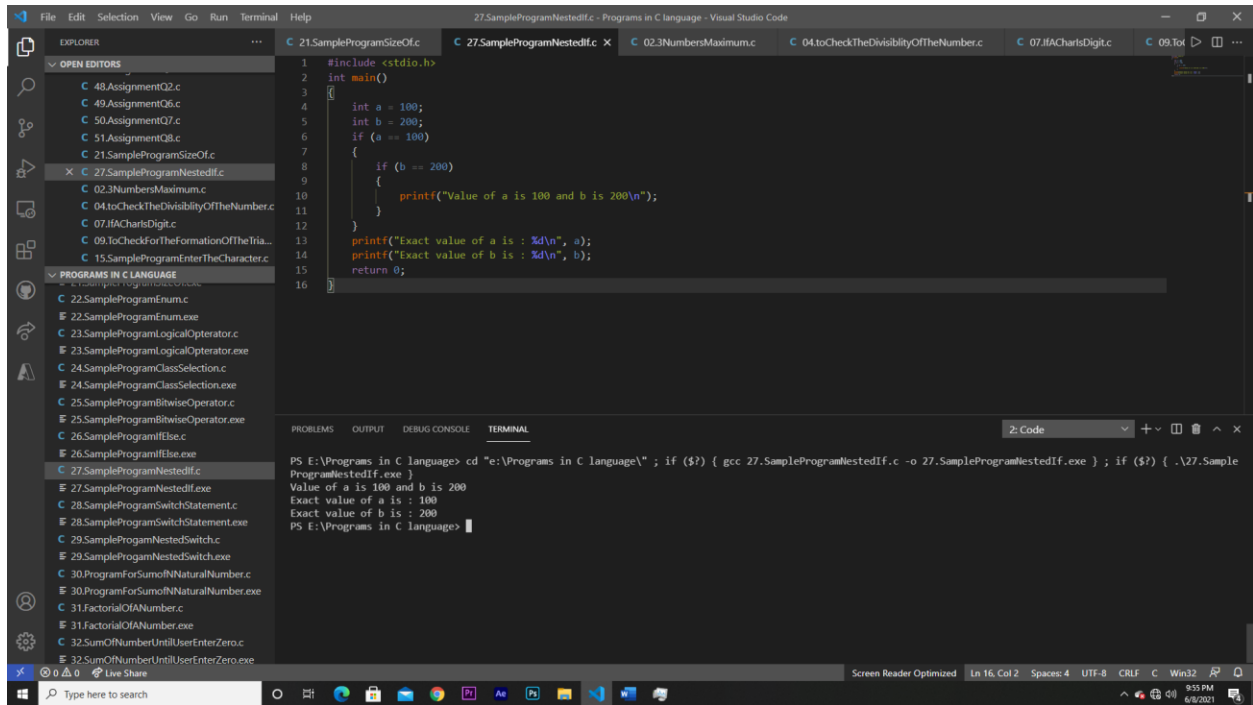 File Edit Selection View Go Run Terminal Help
27.SampleProgramNestedIf.c - Programs in C language - Visual Studio Code
EXPLORER
OPEN EDITORS
C 48.AssignmentQ2.c
C 49.AssignmentQ6.c
C 50.AssignmentQ7.c
C 51.AssignmentQ8.c
C 21.SampleProgramSizeOf.c
C 27.SampleProgramNestedIf.c
C 02.3NumbersMaximum.c
C 04.toCheckTheDivisiblityOfTheNumber.c
C 07.IfACharIsDigit.c
C 09.ToCheckForTheFormationOfTheTria...
C 15.SampleProgramEnterTheCharacter.c
PROGRAMS IN C LANGUAGE
C 22.SampleProgramEnum.c
22.SampleProgramEnum.exe
C 23.SampleProgramLogicalOpterator.c
23.SampleProgramLogicalOpterator.exe
C 24.SampleProgramClassSelection.c
24.SampleProgramClassSelection.exe
C 25.SampleProgramBitwiseOperator.c
25.SampleProgramBitwiseOperator.exe
C 26.SampleProgramIfElse.c
26.SampleProgramIfElse.exe
C 27.SampleProgramNestedIf.c
27.SampleProgramNestedIf.exe
C 28.SampleProgramSwitchStatement.c
28.SampleProgramSwitchStatement.exe
C 29.SampleProgamNestedSwitch.c
29.SampleProgamNestedSwitch.exe
C 30.ProgramForSumofNNaturalNumber.c
30.ProgramForSumofNNaturalNumber.exe
C 31.FactorialOfANumber.c
31.FactorialOfANumber.exe
C 32.SumOfNumberUntilUserEnterZero.c
32.SumOfNumberUntilUserEnterZero.exe
C 21.SampleProgramSizeOf.c C 27.SampleProgramNestedIf.c C 02.3NumbersMaximum.c C 04.toCheckTheDivisiblityOfTheNumber.c C 07.IfACharIsDigit.c C 09.ToC
1 #include <stdio.h>
2 int main()
3 {
4 int a = 100;
5 int b = 200;
6 if (a == 100)
7 {
8 if (b == 200)
9 {
10 printf("Value of a is 100 and b is 200\n");
11 }
12 }
13 printf("Exact value of a is : %d\n", a);
14 printf("Exact value of b is : %d\n", b);
15 return 0;
16 }
PROBLEMS OUTPUT DEBUG CONSOLE TERMINAL
2: Code
PS E:\Programs in C language> cd "e:\Programs in C language\" ; if ($?) { gcc 27.SampleProgramNestedIf.c -o 27.SampleProgramNestedIf.exe } ; if ($?) { .\27.Sample
ProgramNestedIf.exe }
Value of a is 100 and b is 200
Exact value of a is : 100
Exact value of b is : 200
PS E:\Programs in C language>
0 0 Live Share
Screen Reader Optimized Ln 16, Col 2 Spaces: 4 UTF-8 CRLF C Win32
Type here to search
Pr Ae Ps
9:55 PM
6/8/2021